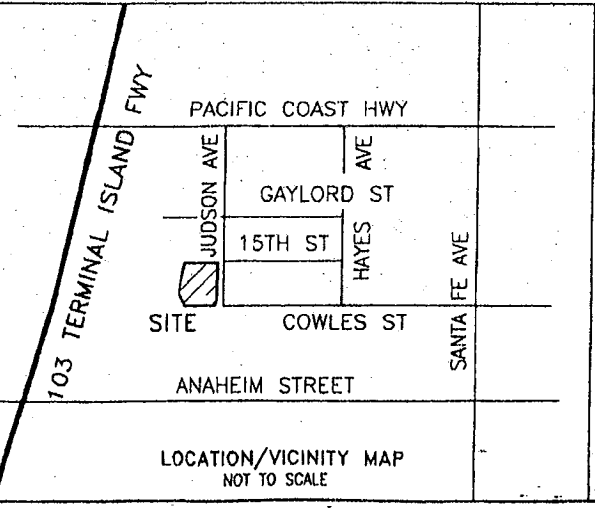 PACIFIC COAST HWY
103 TERMINAL ISLAND FWY
JUDSON AVE
HAYES AVE
GAYLORD ST
15TH ST
SANTA FE AVE
SITE
COWLES ST
ANAHEIM STREET
LOCATION/VICINITY MAP
NOT TO SCALE